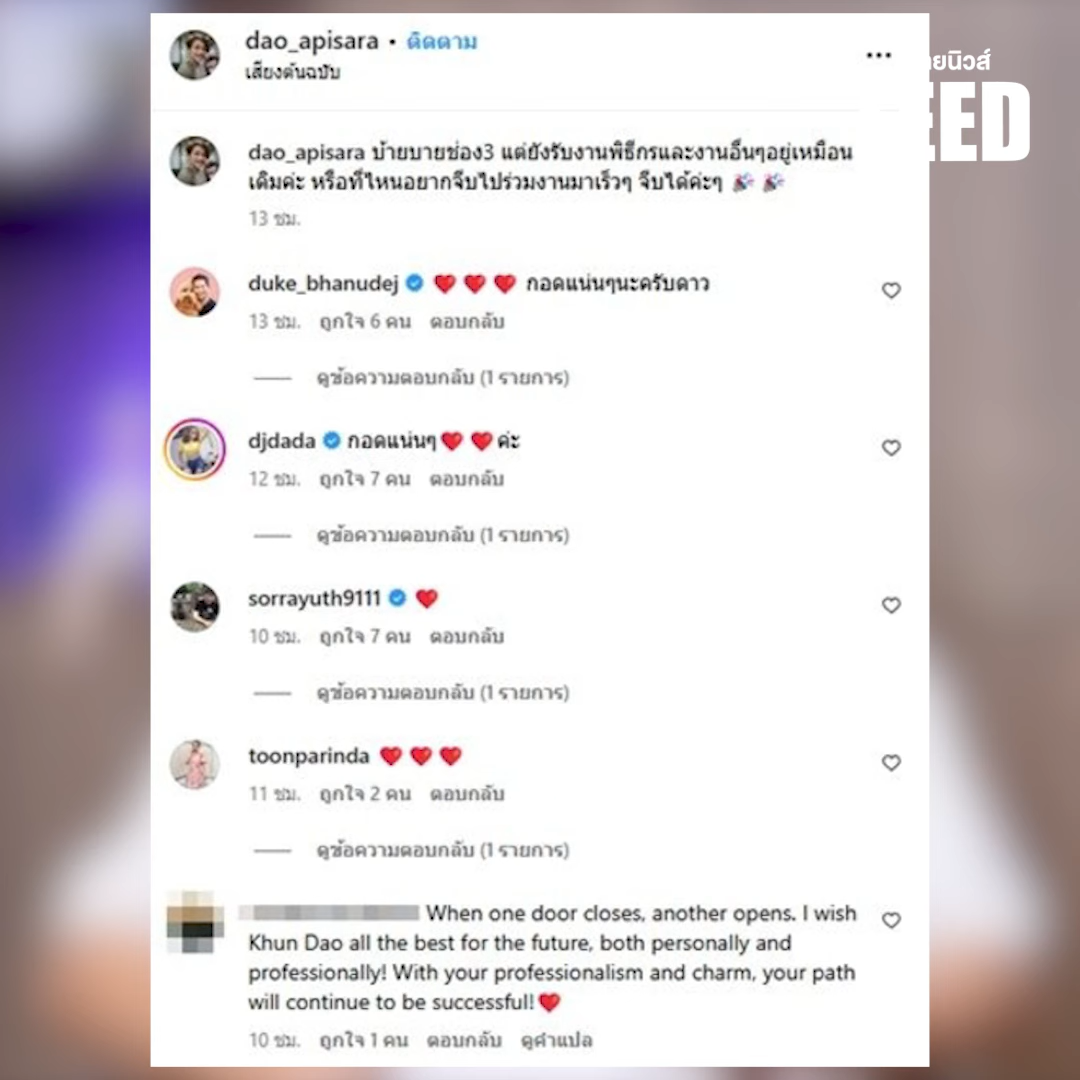 dao_apisara • ติดตาม
เสียงต้นฉบับ
ยนิวส์
EED
dao_apisara บ๊ายบายช่อง3 แต่ยังรับงานพิธีกรและงานอื่นๆอยู่เหมือน
เดิมค่ะ หรือที่ไหนอยากจีบไปร่วมงานมาเร็วๆ จีบได้ค่ะๆ 🎉 🎉
13 ชม.
duke_bhanudej ❤️ ❤️ ❤️ กอดแน่นๆนะครับดาว
13 ชม. ถูกใจ 6 คน ตอบกลับ
ดูข้อความตอบกลับ (1 รายการ)
djdada กอดแน่นๆ❤️ ❤️ค่ะ
12 ชม. ถูกใจ 7 คน ตอบกลับ
ดูข้อความตอบกลับ (1 รายการ)
sorrayuth9111 ❤️
10 ชม. ถูกใจ 7 คน ตอบกลับ
ดูข้อความตอบกลับ (1 รายการ)
toonparinda ❤️ ❤️ ❤️
11 ชม. ถูกใจ 2 คน ตอบกลับ
ดูข้อความตอบกลับ (1 รายการ)
When one door closes, another opens. I wish
Khun Dao all the best for the future, both personally and
professionally! With your professionalism and charm, your path
will continue to be successful!❤️
10 ชม. ถูกใจ 1 คน ตอบกลับ ดูคำแปล